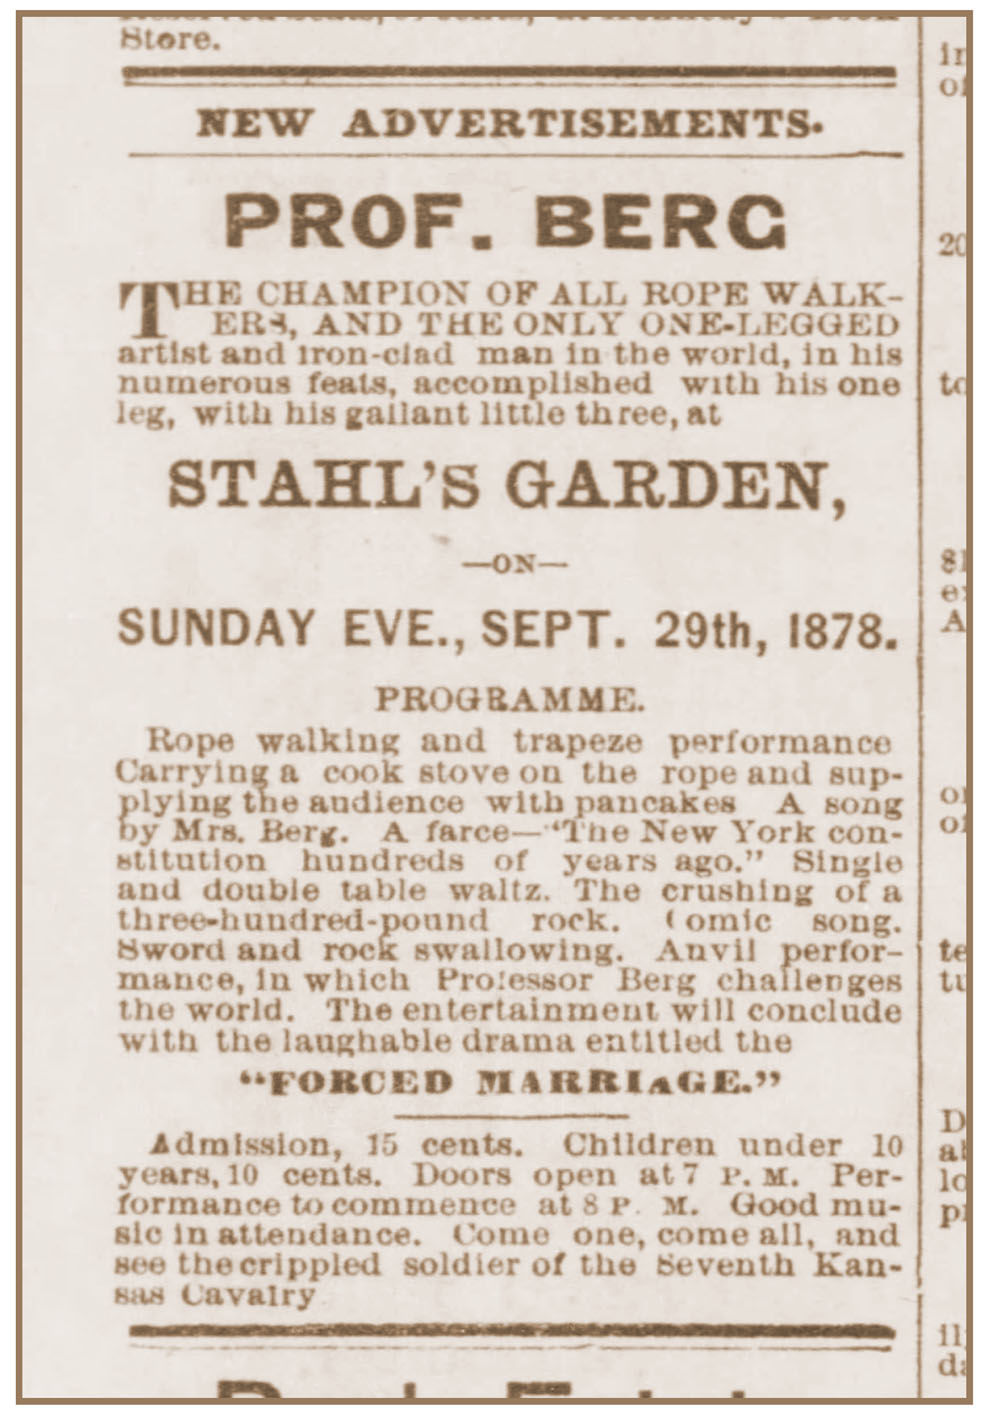 Store.
NEW ADVERTISEMENTS.
PROF. BERG
THE CHAMPION OF ALL ROPE WALK-
ERS, AND THE ONLY ONE-LEGGED
artist and iron-clad man in the world, in his
numerous feats, accomplished with his one
leg, with his gallant little three, at
STAHL'S GARDEN,
—ON—
SUNDAY EVE., SEPT. 29th, 1878.
PROGRAMME.
Rope walking and trapeze performance
Carrying a cook stove on the rope and sup-
plying the audience with pancakes A song
by Mrs. Berg. A farce—"The New York con-
stitution hundreds of years ago." Single
and double table waltz. The crushing of a
three-hundred-pound rock. Comic song.
Sword and rock swallowing. Anvil perfor-
mance, in which Professor Berg challenges
the world. The entertainment will conclude
with the laughable drama entitled the
"FORCED MARRIAGE."
Admission, 15 cents. Children under 10
years, 10 cents. Doors open at 7 P. M. Per-
formance to commence at 8 P. M. Good mu-
sic in attendance. Come one, come all, and
see the crippled soldier of the Seventh Kan-
sas Cavalry